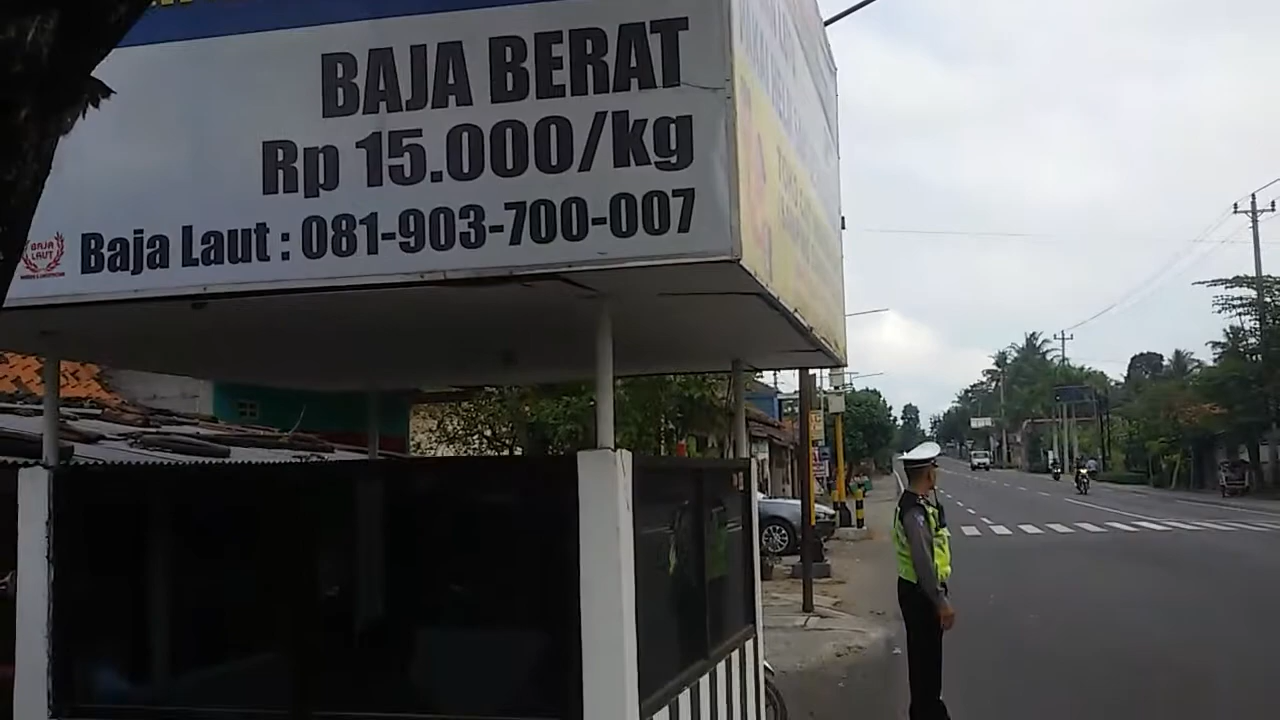 BAJA BERAT
Rp 15.000/kg
Baja Laut : 081-903-700-007
BAJA
LAUT